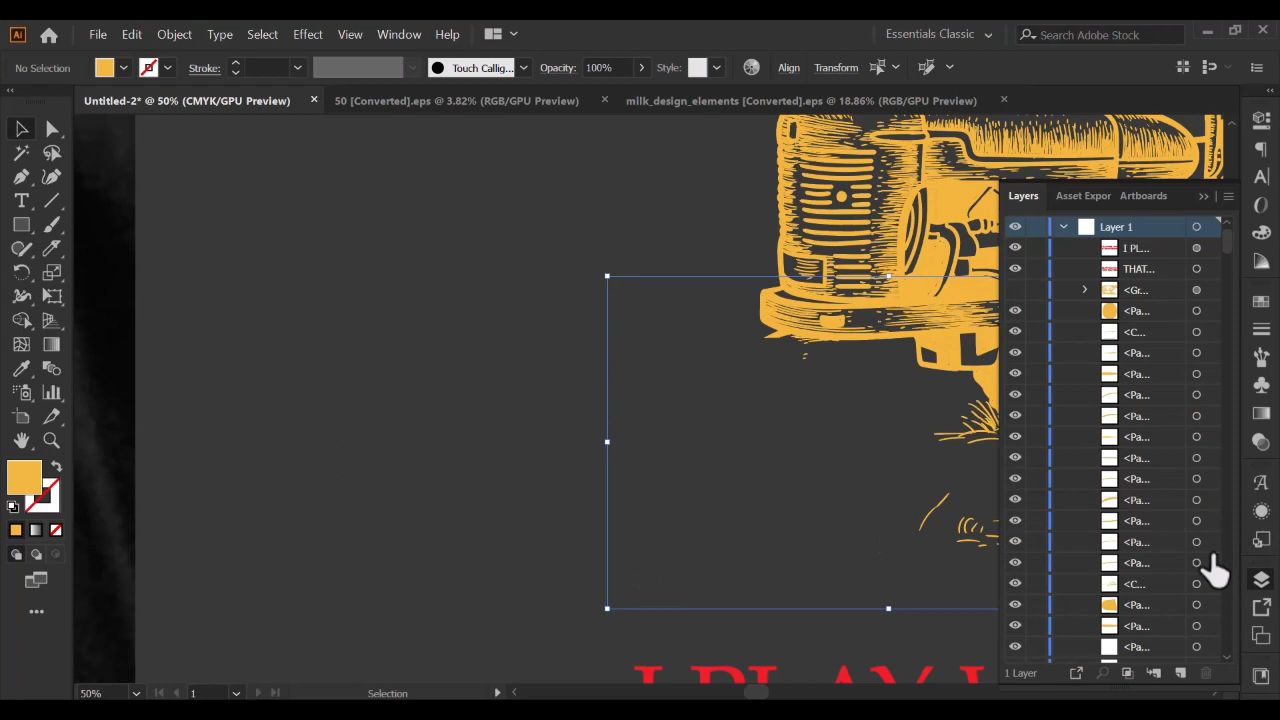 Ai File Edit Object Type Select Effect View Window Help Essentials Classic Search Adobe Stock
No Selection Stroke: Touch Callig... Opacity: 100% Style: Align Transform
Untitled-2* @ 50% (CMYK/GPU Preview) 50 [Converted].eps @ 3.82% (RGB/GPU Preview) milk_design_elements [Converted].eps @ 18.86% (RGB/GPU Preview)
Layers Asset Expor Artboards
Layer 1
I PL...
THAT...
<Gr...
<Pa...
<C...
<Pa...
<Pa...
<Pa...
<Pa...
<Pa...
<Pa...
<Pa...
<Pa...
<Pa...
<Pa...
<Pa...
<C...
<Pa...
<Pa...
<Pa...
I PLAY
1 Layer
50% 1 Selection